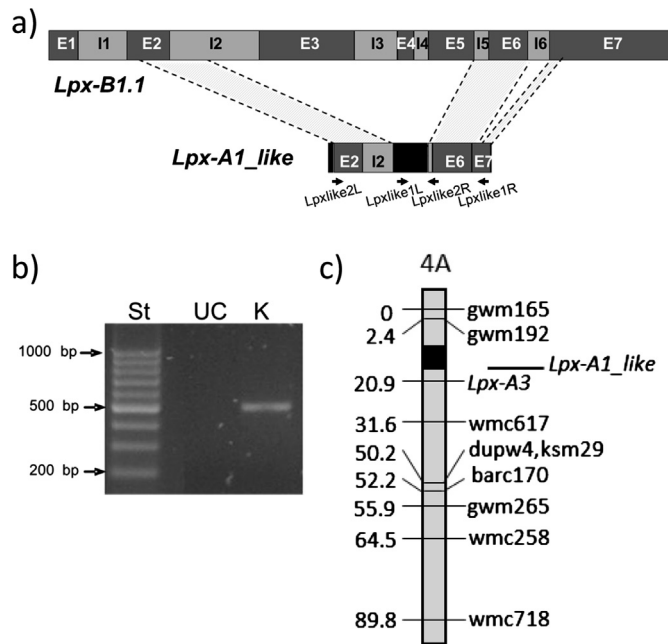 a)
E1 I1 E2 I2 E3 I3 E4 I4 E5 I5 E6 I6 E7
Lpx-B1.1
Lpx-A1_like
E2 I2 E6 E7
Lpxlike2L Lpxlike1L Lpxlike2R Lpxlike1R
b)
St UC K
1000 bp
500 bp
200 bp
c)
4A
0 gwm165
2.4 gwm192
Lpx-A1_like
20.9 Lpx-A3
31.6 wmc617
50.2 dupw4,ksm29
52.2 barc170
55.9 gwm265
64.5 wmc258
89.8 wmc718